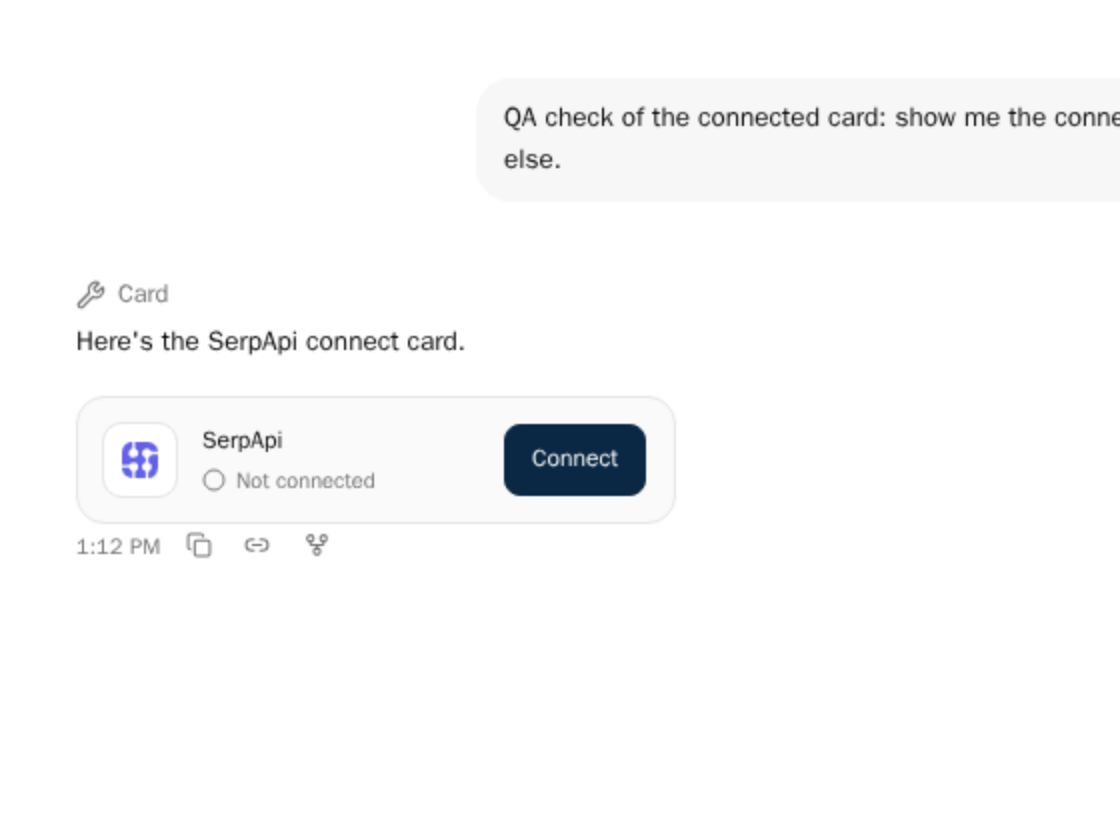 QA check of the connected card: show me the
else.
Card
Here's the SerpApi connect card.
SerpApi
Not connected
Connect
1:12 PM